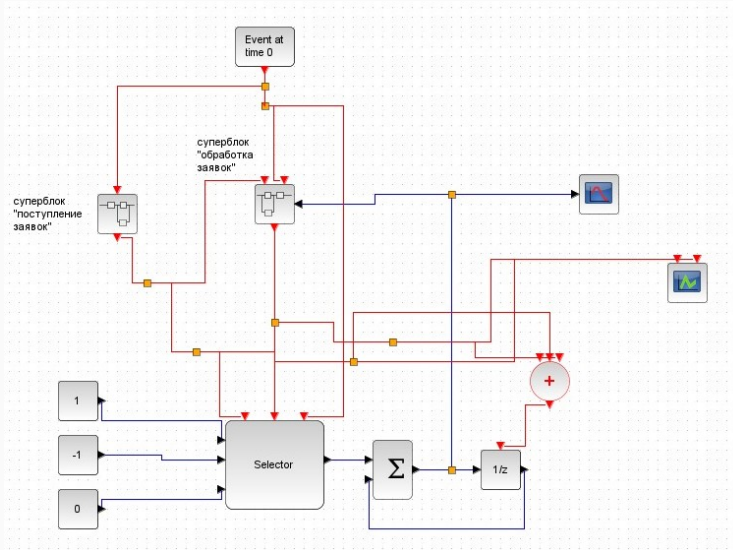 Event at
time 0
суперблок
"обработка
заявок"
суперблок
"поступление
заявок"
+
1
-1
Selector
Σ
1/z
0